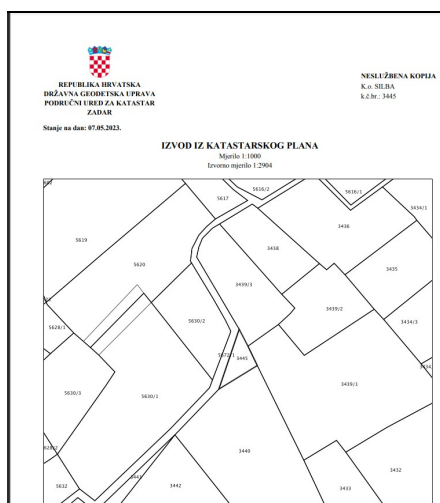 REPUBLIKA HRVATSKA
DRŽAVNA GEODETSKA UPRAVA
PODRUČNI URED ZA KATASTAR
ZADAR
Stanje na dan: 07.05.2023.
NESLUŽBENA KOPIJA
K.o. SILBA
k.č.br.: 3445
IZVOD IZ KATASTARSKOG PLANA
Mjerilo 1:1000
Izvorno mjerilo 1:2904
5617
5616/2
5616/1
3434/1
5619
3436
5620
3438
3435
3439/3
3439/2
5628/1
5630/2
3434/3
3445
3439/1
5630/3
5630/1
3440
3432
5632
3442
3433